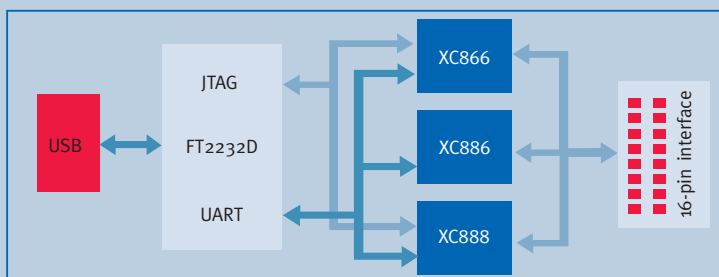 USB
JTAG
FT2232D
UART
XC866
XC886
XC888
16-pin interface